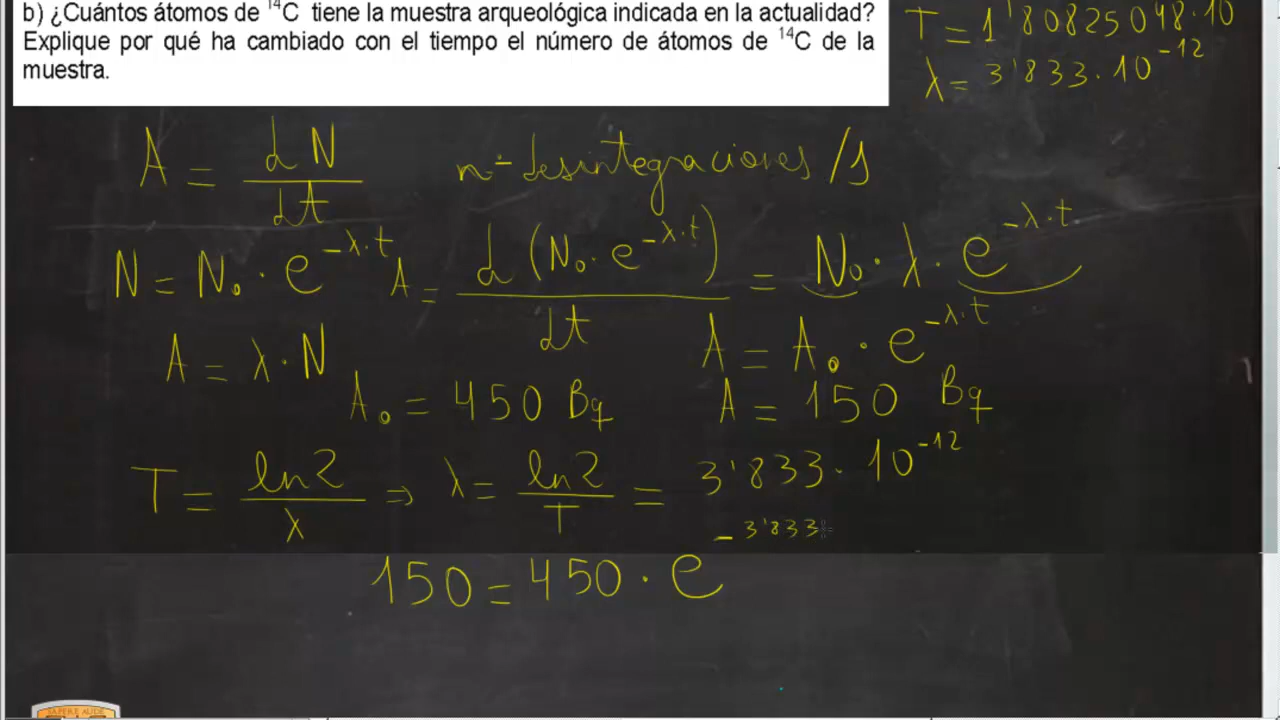 b) ¿Cuántos átomos de ¹⁴C tiene la muestra arqueológica indicada en la actualidad?
Explique por qué ha cambiado con el tiempo el número de átomos de ¹⁴C de la
muestra.
T = 1'80825048·10
λ = 3'833·10⁻¹²
A = dN/dt nº desintegraciones/s
N = N₀·e^(-λ·t) A = d(N₀·e^(-λ·t))/dt = N₀·λ·e^(-λ·t)
A = λ·N A = A₀·e^(-λ·t)
A₀ = 450 Bq A = 150 Bq
T = ln2/λ ⇒ λ = ln2/T = 3'833·10⁻¹²
150 = 450·e^(-3'833)
SAPERE AUDE